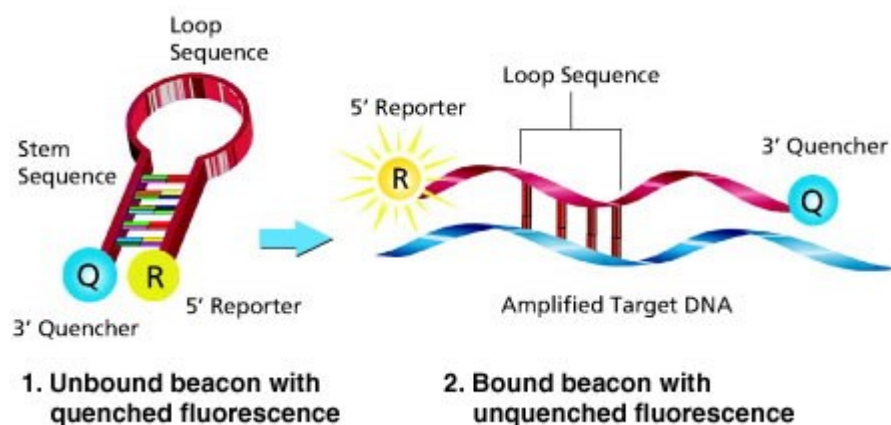 Loop
Sequence
Stem
Sequence
Q
R
5' Reporter
3' Quencher
1. Unbound beacon with
quenched fluorescence
Loop Sequence
5' Reporter
R
3' Quencher
Q
Amplified Target DNA
2. Bound beacon with
unquenched fluorescence